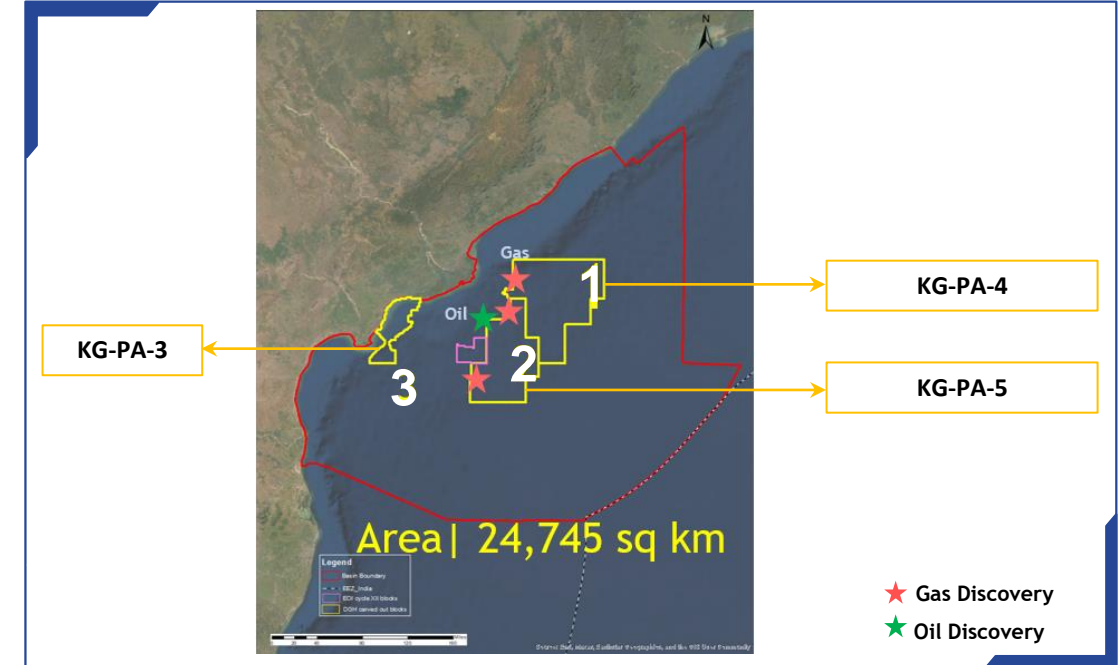 N
Gas
1
KG-PA-4
Oil
KG-PA-3
2
3
KG-PA-5
Area| 24,745 sq km
Legend
Basin Boundary
EEZ_India
DGH carved out blocks
Gas Discovery
Oil Discovery